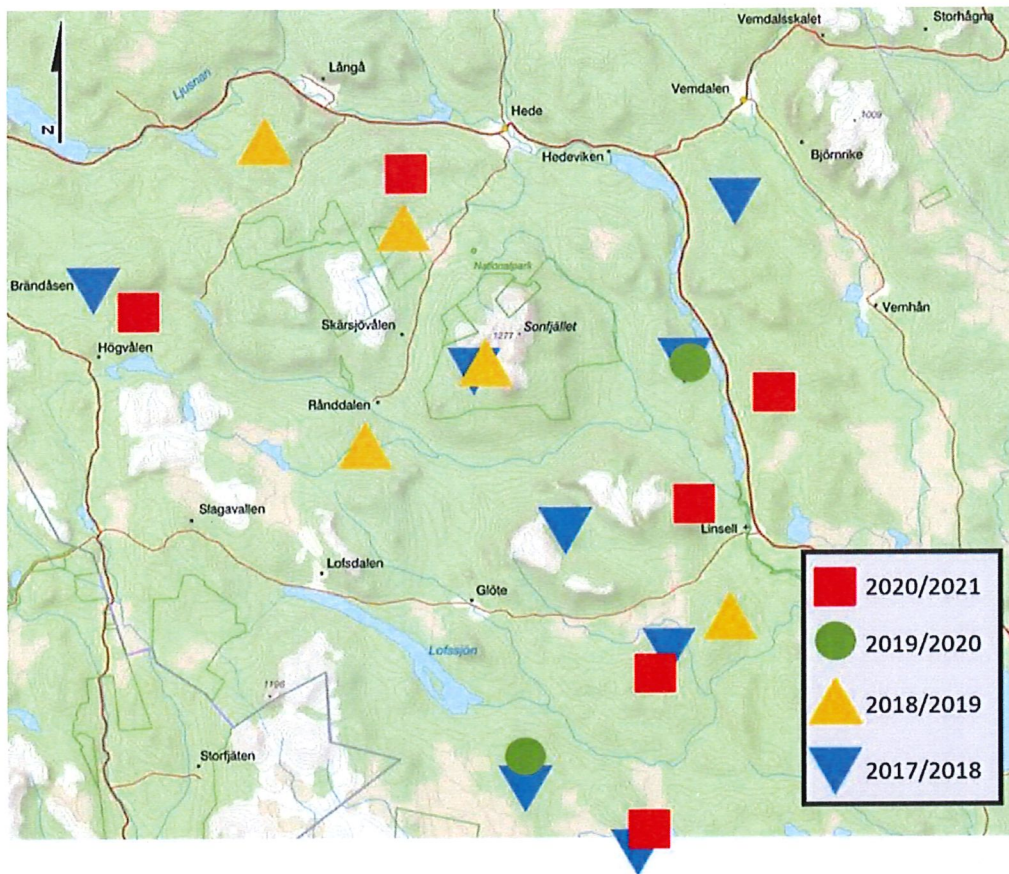 Vemdalsskalet
Storhågna
Långå
Ljusnan
Vemdalen
N
Hede
1009
Hedeviken
Björnrike
Nationalpark
Brändåsen
Vemhån
Skärsjövålen
1277
Sonfjället
Högvålen
Rånddalen
Slagavallen
Linsell
Lofsdalen
Glöte
2020/2021
2019/2020
Lofssjön
1196
2018/2019
Storfjäten
2017/2018